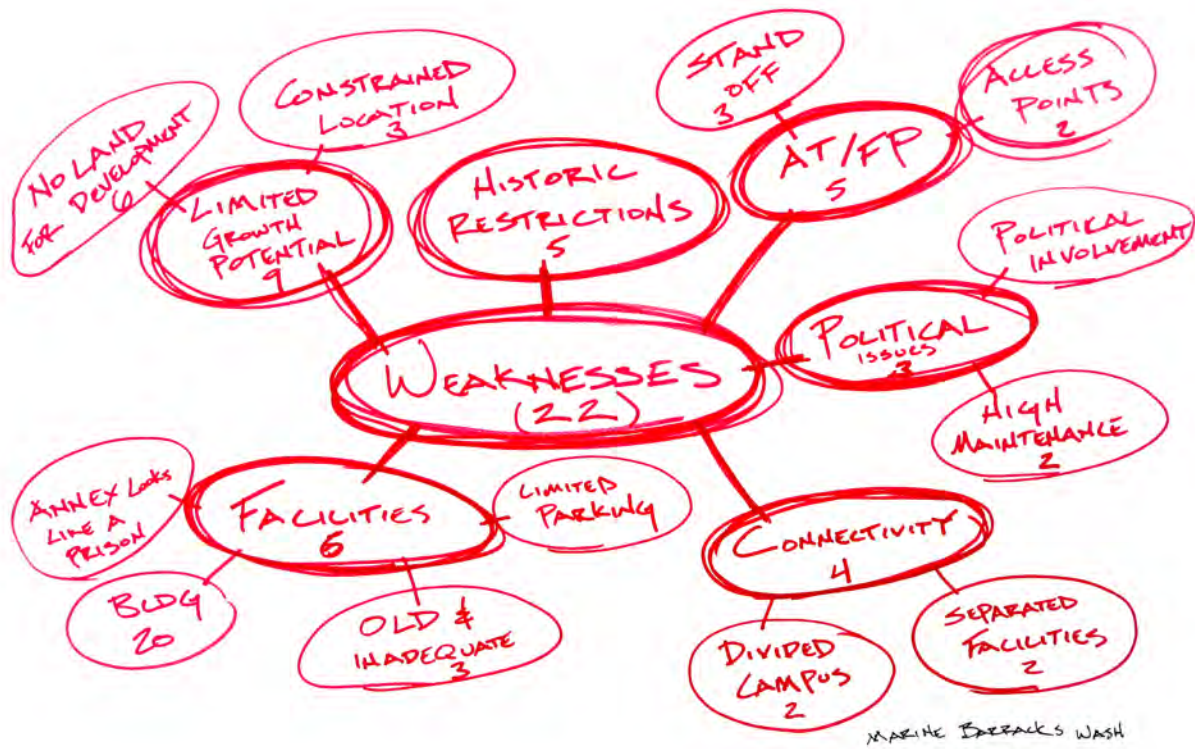 CONSTRAINED
LOCATION
3
NO LAND
FOR DEVELOPMENT
6
LIMITED
GROWTH
POTENTIAL
9
HISTORIC
RESTRICTIONS
5
STAND
OFF
3
AT/FP
5
ACCESS
POINTS
2
POLITICAL
INVOLVEMENT
POLITICAL
ISSUES
3
HIGH
MAINTENANCE
2
WEAKNESSES
(22)
ANNEX LOOKS
LIKE A
PRISON
FACILITIES
6
LIMITED
PARKING
BLDG
20
OLD &
INADEQUATE
3
CONNECTIVITY
4
DIVIDED
CAMPUS
2
SEPARATED
FACILITIES
2
MARINE BARRACKS WASH